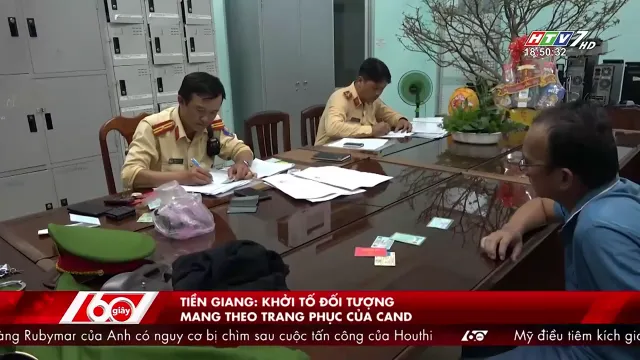 HTV7 HD
18:50:32
60 giây
TIỀN GIANG: KHỞI TỐ ĐỐI TƯỢNG
MANG THEO TRANG PHỤC CỦA CAND
àng Rubymar của Anh có nguy cơ bị chìm sau cuộc tấn công của Houthi 60 Mỹ điều tiêm kích gi